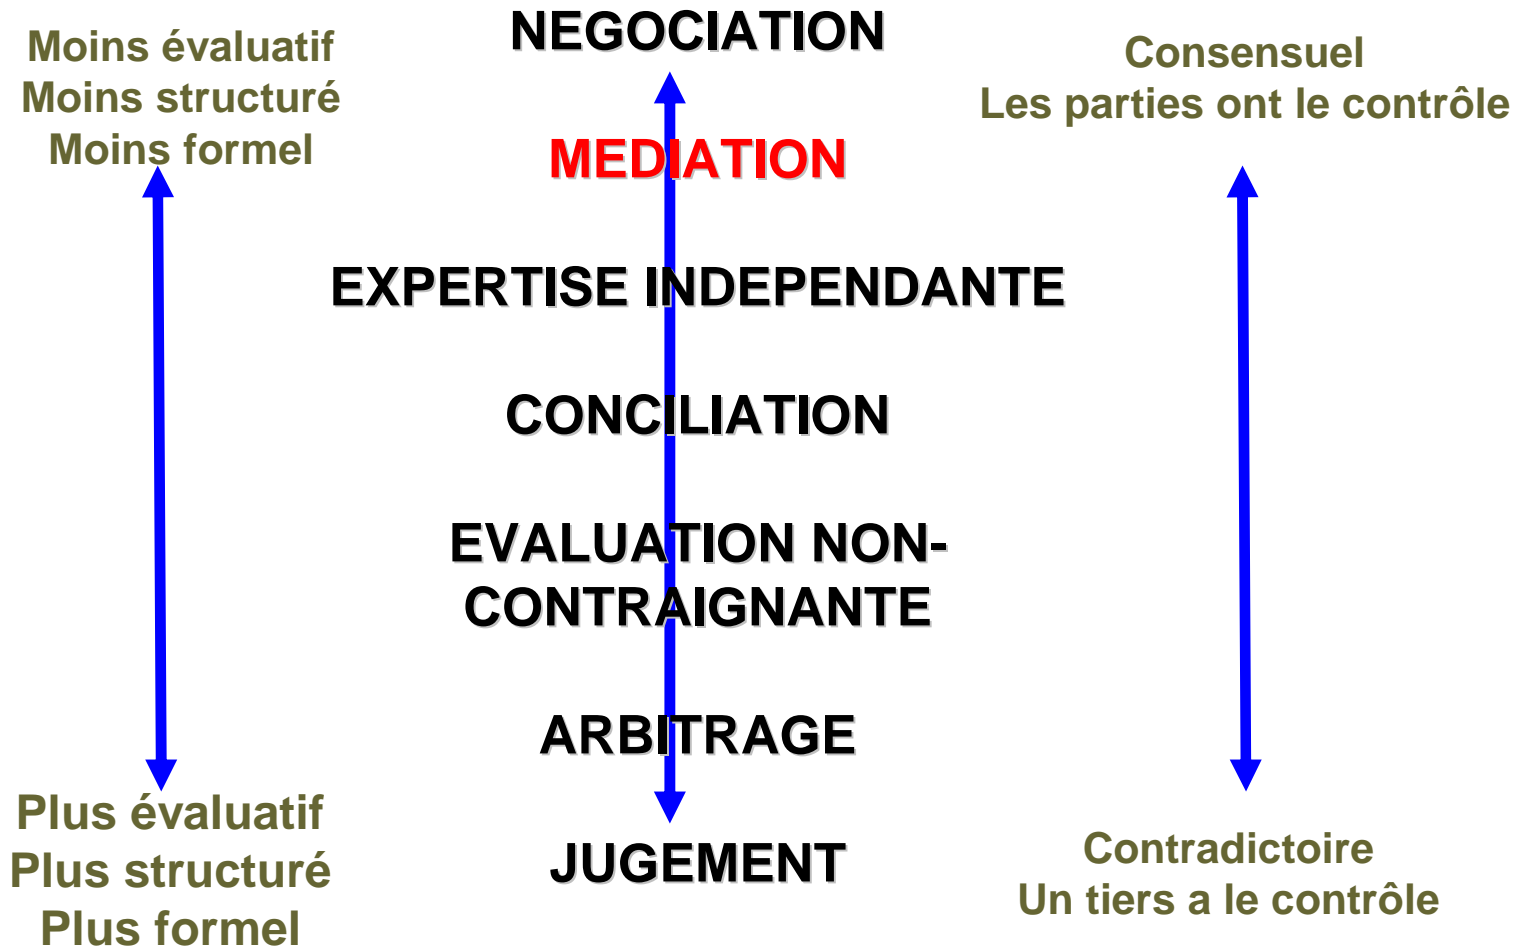 Moins évaluatif
Moins structuré
Moins formel
NEGOCIATION
Consensuel
Les parties ont le contrôle
MEDIATION
EXPERTISE INDEPENDANTE
CONCILIATION
EVALUATION NON-
CONTRAIGNANTE
ARBITRAGE
JUGEMENT
Plus évaluatif
Plus structuré
Plus formel
Contradictoire
Un tiers a le contrôle